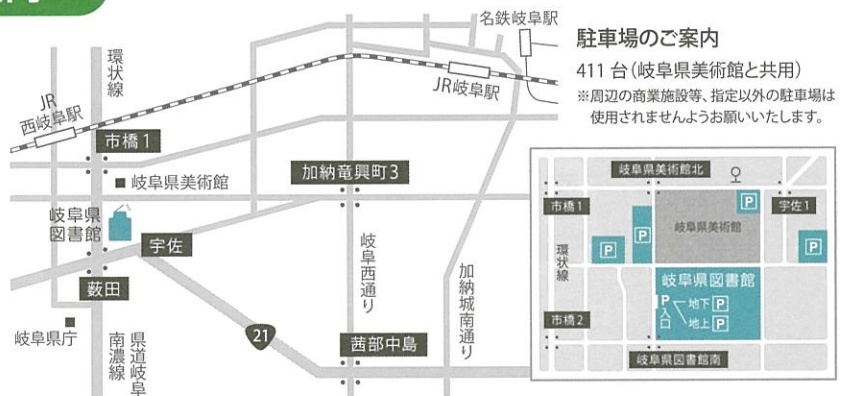 名鉄岐阜駅
駐車場のご案内
411 台(岐阜県美術館と共用)
※周辺の商業施設等、指定以外の駐車場は
使用されませんようお願いいたします。
環状線
JR
西岐阜駅
JR岐阜駅
市橋1
岐阜県美術館
加納竜興町3
岐阜県
図書館
宇佐
薮田
岐阜県庁
県道岐阜
南濃線
21
岐阜西通り
加納城南通り
茜部中島
岐阜県美術館北
市橋1
P
宇佐1
岐阜県美術館
P
P
P
環状線
岐阜県図書館
P入口
地下 P
地上 P
市橋2
岐阜県図書館南